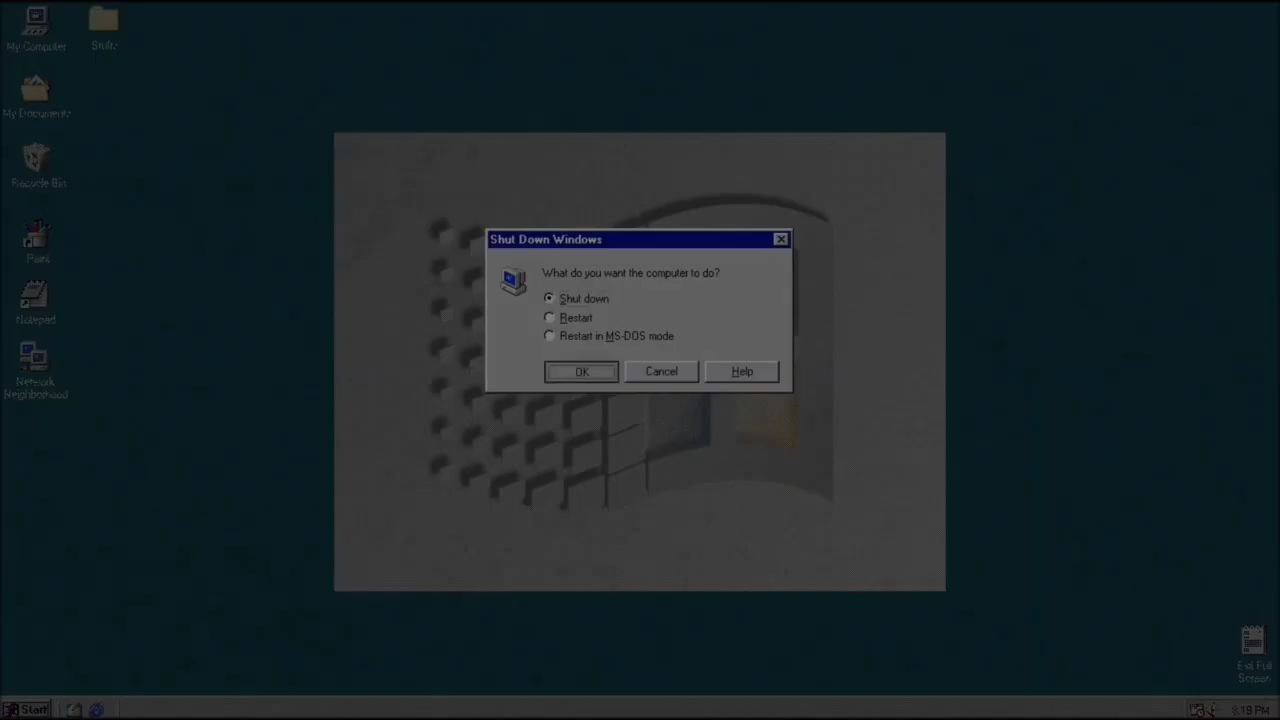 My Computer
Stuffz
My Documents
Recycle Bin
Paint
Notepad
Network
Neighborhood
Shut Down Windows
What do you want the computer to do?
Shut down
Restart
Restart in MS-DOS mode
OK
Cancel
Help
Exit Full
Screen
Start
8:19 PM